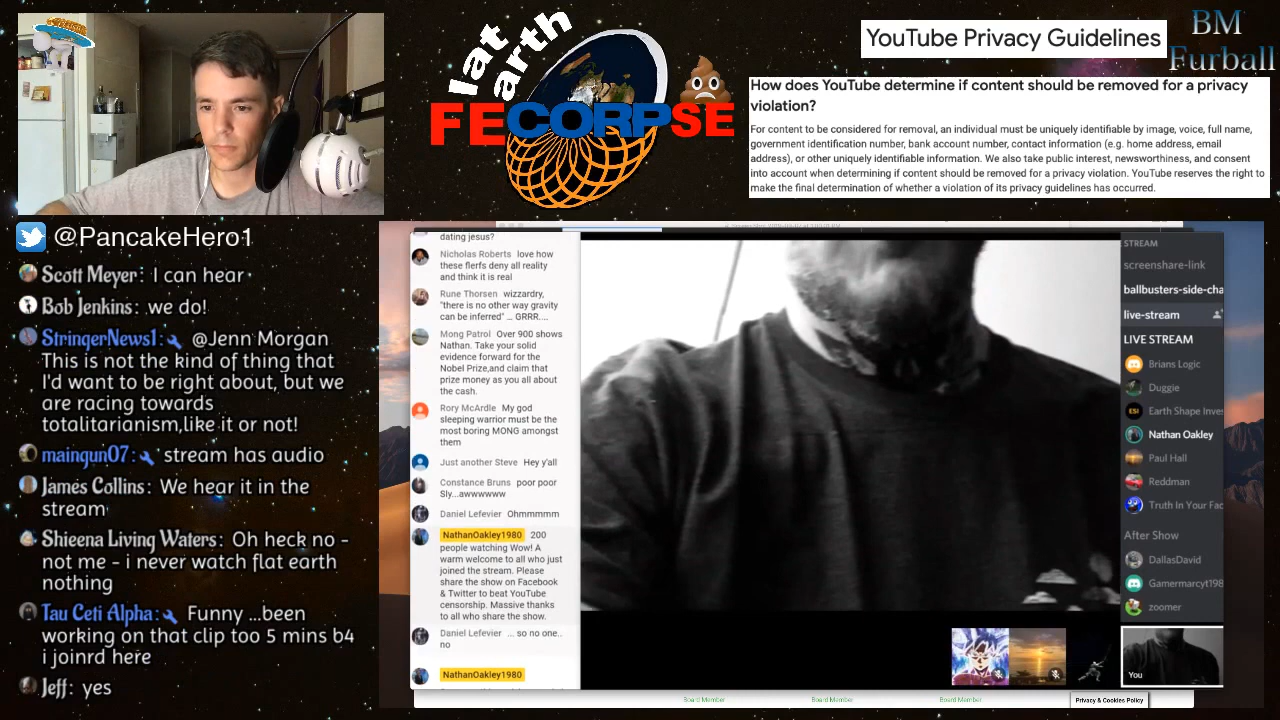 lat
earth
FECORPSE
YouTube Privacy Guidelines
BM
Furball
How does YouTube determine if content should be removed for a privacy
violation?
For content to be considered for removal, an individual must be uniquely identifiable by image, voice, full name,
government identification number, bank account number, contact information (e.g. home address, email
address), or other uniquely identifiable information. We also take public interest, newsworthiness, and consent
into account when determining if content should be removed for a privacy violation. YouTube reserves the right to
make the final determination of whether a violation of its privacy guidelines has occurred.
@PancakeHero1
Scott Meyer: I can hear
Bob Jenkins: we do!
StringerNews1: @Jenn Morgan
This is not the kind of thing that
I'd want to be right about, but we
are racing towards
totalitarianism,like it or not!
maingun07: stream has audio
James Collins: We hear it in the
stream
Shieena Living Waters: Oh heck no -
not me - i never watch flat earth
nothing
Tau Ceti Alpha: Funny ...been
working on that clip too 5 mins b4
i joinrd here
Jeff: yes
dating jesus?
Nicholas Roberts love how
these flerfs deny all reality
and think it is real
Rune Thorsen wizzardry,
"there is no other way gravity
can be inferred" ... GRRR....
Mong Patrol Over 900 shows
Nathan. Take your solid
evidence forward for the
Nobel Prize,and claim that
prize money as you all about
the cash.
Rory McArdle My god
sleeping warrior must be the
most boring MONG amongst
them
Just another Steve Hey y'all
Constance Bruns poor poor
Sly...awwwwww
Daniel Lefevier Ohmmmmm
NathanOakley1980 200
people watching Wow! A
warm welcome to all who just
joined the stream. Please
share the show on Facebook
& Twitter to beat YouTube
censorship. Massive thanks
to all who share the show.
Daniel Lefevier ... so no one..
no
NathanOakley1980
STREAM
screenshare-link
ballbusters-side-cha
live-stream
LIVE STREAM
Brians Logic
Duggie
ESI
Earth Shape Inves
Nathan Oakley
Paul Hall
Reddman
Truth In Your Fac
After Show
DallasDavid
Gamermarcyt198
zoomer
You
Board Member
Board Member
Board Member
Privacy & Cookies Policy